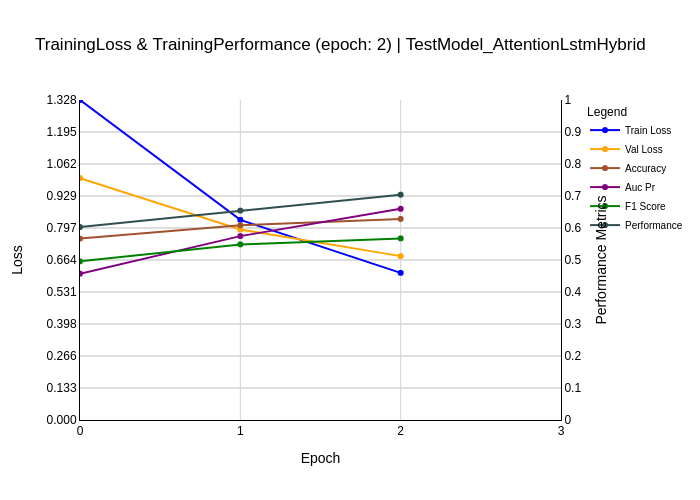 TrainingLoss & TrainingPerformance (epoch: 2) | TestModel_AttentionLstmHybrid
1.328
1.195
1.062
0.929
0.797
0.664
0.531
0.398
0.266
0.133
0.000
Loss
0
1
2
3
Epoch
1
0.9
0.8
0.7
0.6
0.5
0.4
0.3
0.2
0.1
0
Performance Metrics
Legend
Train Loss
Val Loss
Accuracy
Auc Pr
F1 Score
Performance